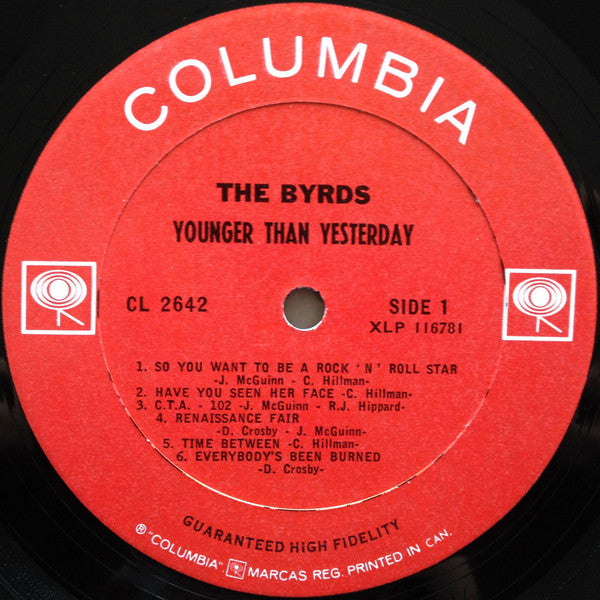 COLUMBIA
THE BYRDS
YOUNGER THAN YESTERDAY
CL 2642
SIDE 1
XLP 116781
1. SO YOU WANT TO BE A ROCK 'N' ROLL STAR
-J. McGuinn - C. Hillman-
2. HAVE YOU SEEN HER FACE -C. Hillman-
3. C.T.A. - 102 -J. McGuinn - R.J. Hippard-
4. RENAISSANCE FAIR
-D. Crosby - J. McGuinn-
5. TIME BETWEEN -C. Hillman-
6. EVERYBODY'S BEEN BURNED
-D. Crosby-
GUARANTEED HIGH FIDELITY
® "COLUMBIA". MARCAS REG. PRINTED IN CAN.